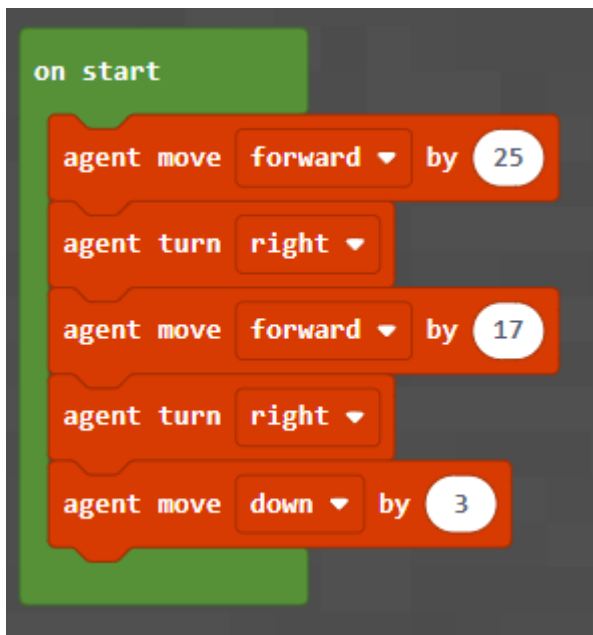 on start
agent move forward by 25
agent turn right
agent move forward by 17
agent turn right
agent move down by 3